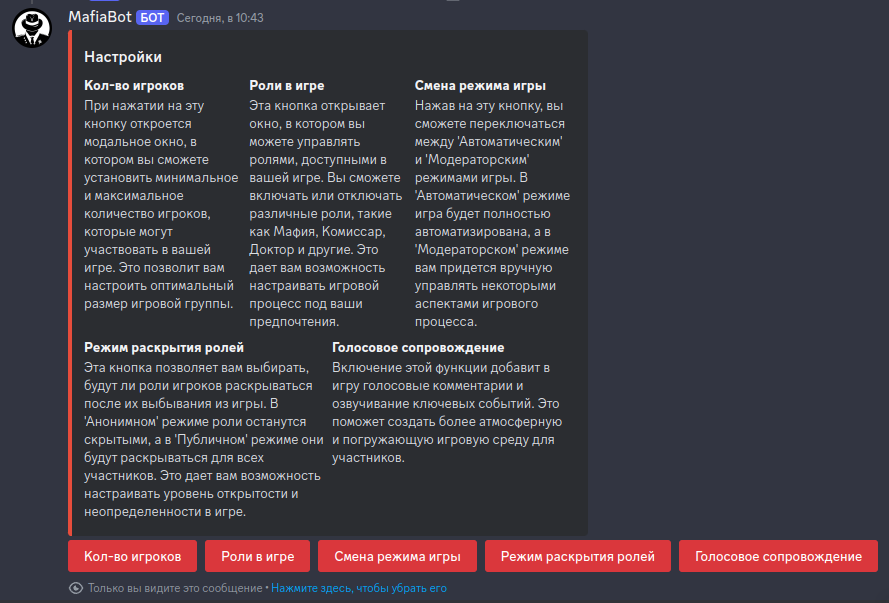 MafiaBot БОТ Сегодня, в 10:43
Настройки
Кол-во игроков
При нажатии на эту
кнопку откроется
модальное окно, в
котором вы сможете
установить минимальное
и максимальное
количество игроков,
которые могут
участвовать в вашей
игре. Это позволит вам
настроить оптимальный
размер игровой группы.
Роли в игре
Эта кнопка открывает
окно, в котором вы
можете управлять
ролями, доступными в
вашей игре. Вы сможете
включать или отключать
различные роли, такие
как Мафия, Комиссар,
Доктор и другие. Это
дает вам возможность
настраивать игровой
процесс под ваши
предпочтения.
Смена режима игры
Нажав на эту кнопку, вы
сможете переключаться
между 'Автоматическим'
и 'Модераторским'
режимами игры. В
'Автоматическом' режиме
игра будет полностью
автоматизирована, а в
'Модераторском' режиме
вам придется вручную
управлять некоторыми
аспектами игрового
процесса.
Режим раскрытия ролей
Эта кнопка позволяет вам выбирать,
будут ли роли игроков раскрываться
после их выбывания из игры. В
'Анонимном' режиме роли останутся
скрытыми, а в 'Публичном' режиме они
будут раскрываться для всех
участников. Это дает вам возможность
настраивать уровень открытости и
неопределенности в игре.
Голосовое сопровождение
Включение этой функции добавит в
игру голосовые комментарии и
озвучивание ключевых событий. Это
поможет создать более атмосферную
и погружающую игровую среду для
участников.
Кол-во игроков Роли в игре Смена режима игры Режим раскрытия ролей Голосовое сопровождение
Только вы видите это сообщение • Нажмите здесь, чтобы убрать его